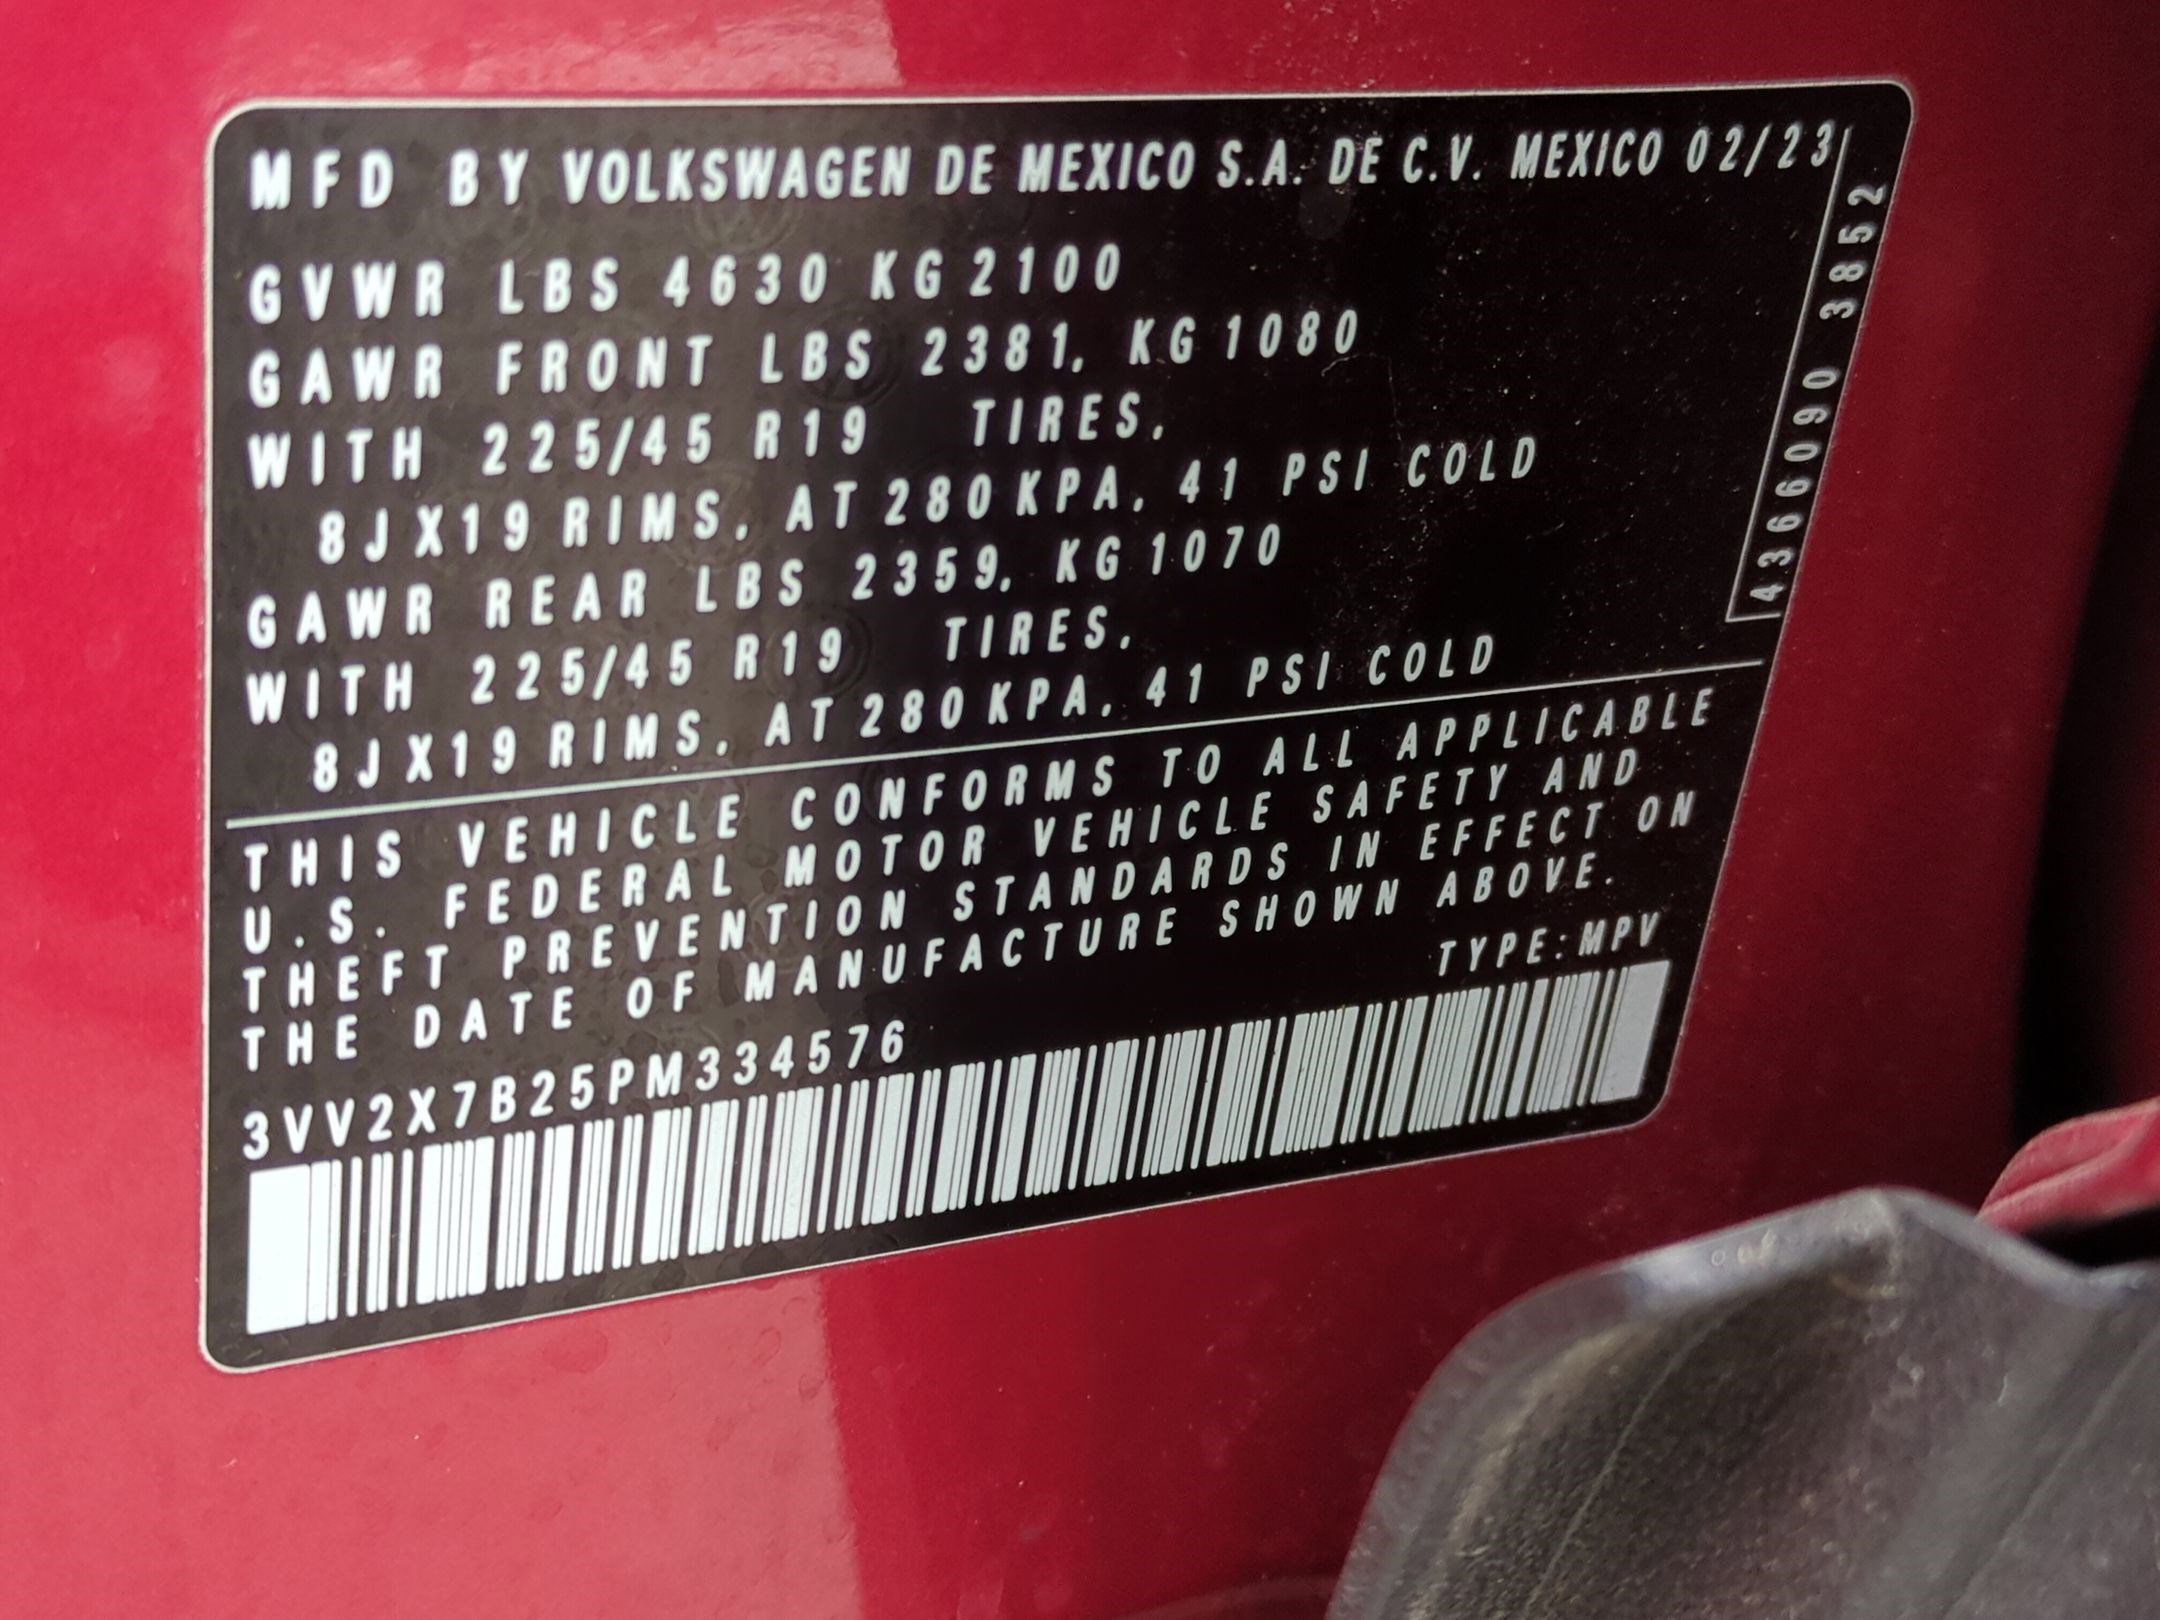 MFD BY VOLKSWAGEN DE MEXICO S.A. DE C.V. MEXICO 02/23
GVWR LBS 4630 KG 2100
GAWR FRONT LBS 2381, KG 1080
WITH 225/45 R19 TIRES,
8JX19 RIMS, AT 280 KPA, 41 PSI COLD
GAWR REAR LBS 2359, KG 1070
WITH 225/45 R19 TIRES,
8JX19 RIMS, AT 280 KPA, 41 PSI COLD
4366090 3852
THIS VEHICLE CONFORMS TO ALL APPLICABLE
U.S. FEDERAL MOTOR VEHICLE SAFETY AND
THEFT PREVENTION STANDARDS IN EFFECT ON
THE DATE OF MANUFACTURE SHOWN ABOVE.
TYPE: MPV
3VV2X7B25PM334576